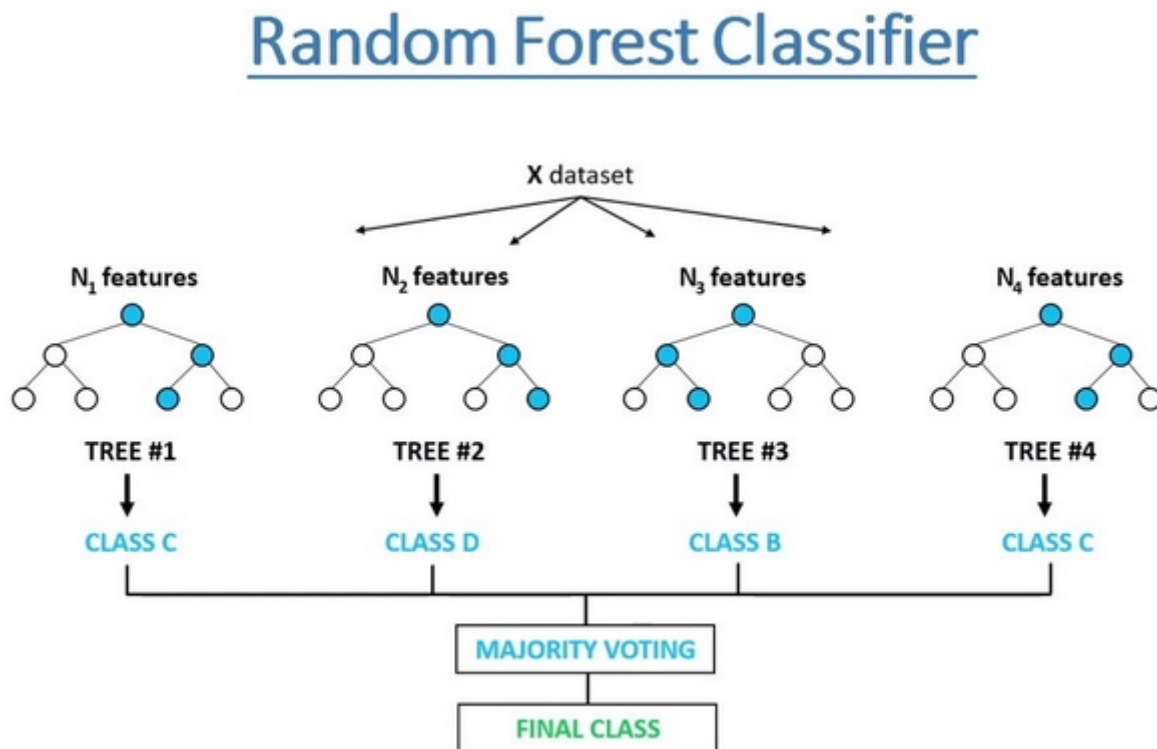 Random Forest Classifier
X dataset
N₁ features N₂ features N₃ features N₄ features
TREE #1 TREE #2 TREE #3 TREE #4
CLASS C CLASS D CLASS B CLASS C
MAJORITY VOTING
FINAL CLASS